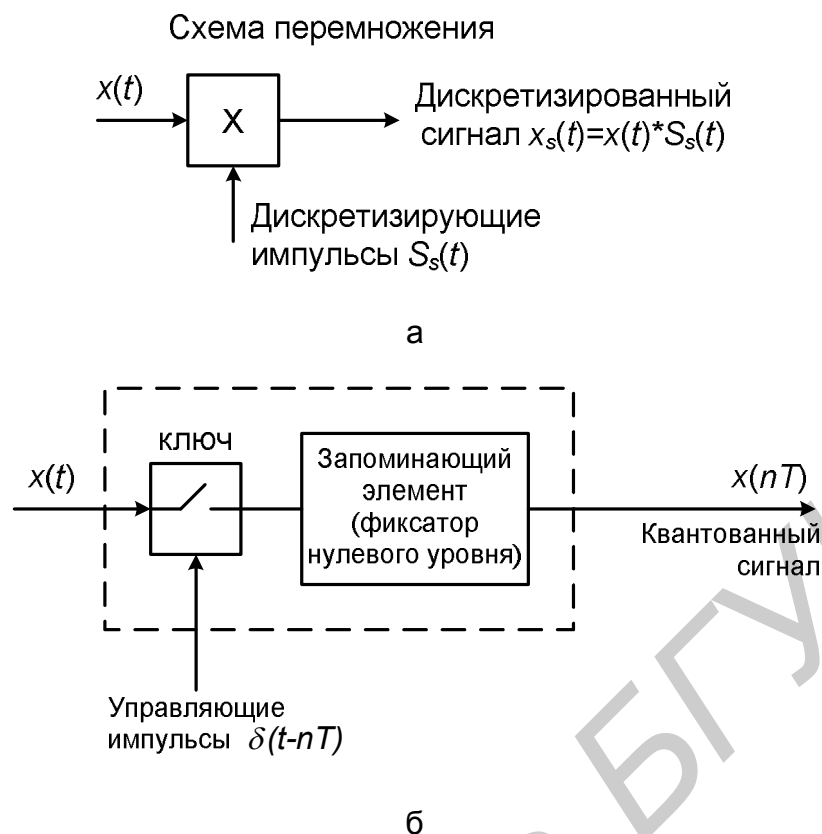 Схема перемножения
x(t)
X
Дискретизированный
сигнал xs(t)=x(t)*Ss(t)
Дискретизирующие
импульсы Ss(t)
а
ключ
x(t)
Запоминающий
элемент
(фиксатор
нулевого уровня)
x(nT)
Квантованный
сигнал
Управляющие
импульсы δ(t-nT)
б